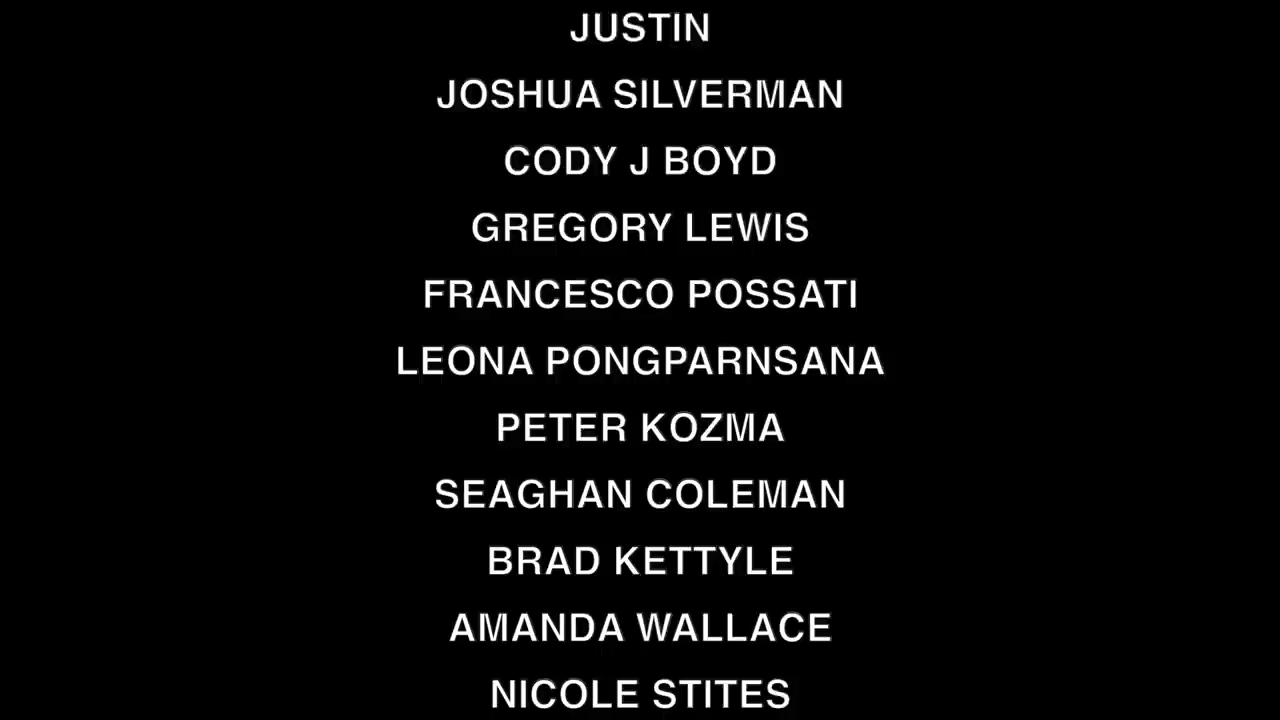 JUSTIN
JOSHUA SILVERMAN
CODY J BOYD
GREGORY LEWIS
FRANCESCO POSSATI
LEONA PONGPARNSANA
PETER KOZMA
SEAGHAN COLEMAN
BRAD KETTYLE
AMANDA WALLACE
NICOLE STITES